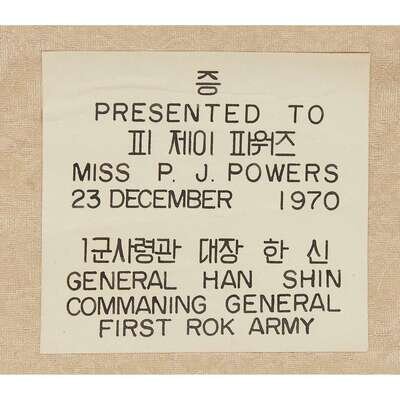 증
PRESENTED TO
피 제이 파워즈
MISS P. J. POWERS
23 DECEMBER 1970
1군사령관 대장 한 신
GENERAL HAN SHIN
COMMANING GENERAL
FIRST ROK ARMY